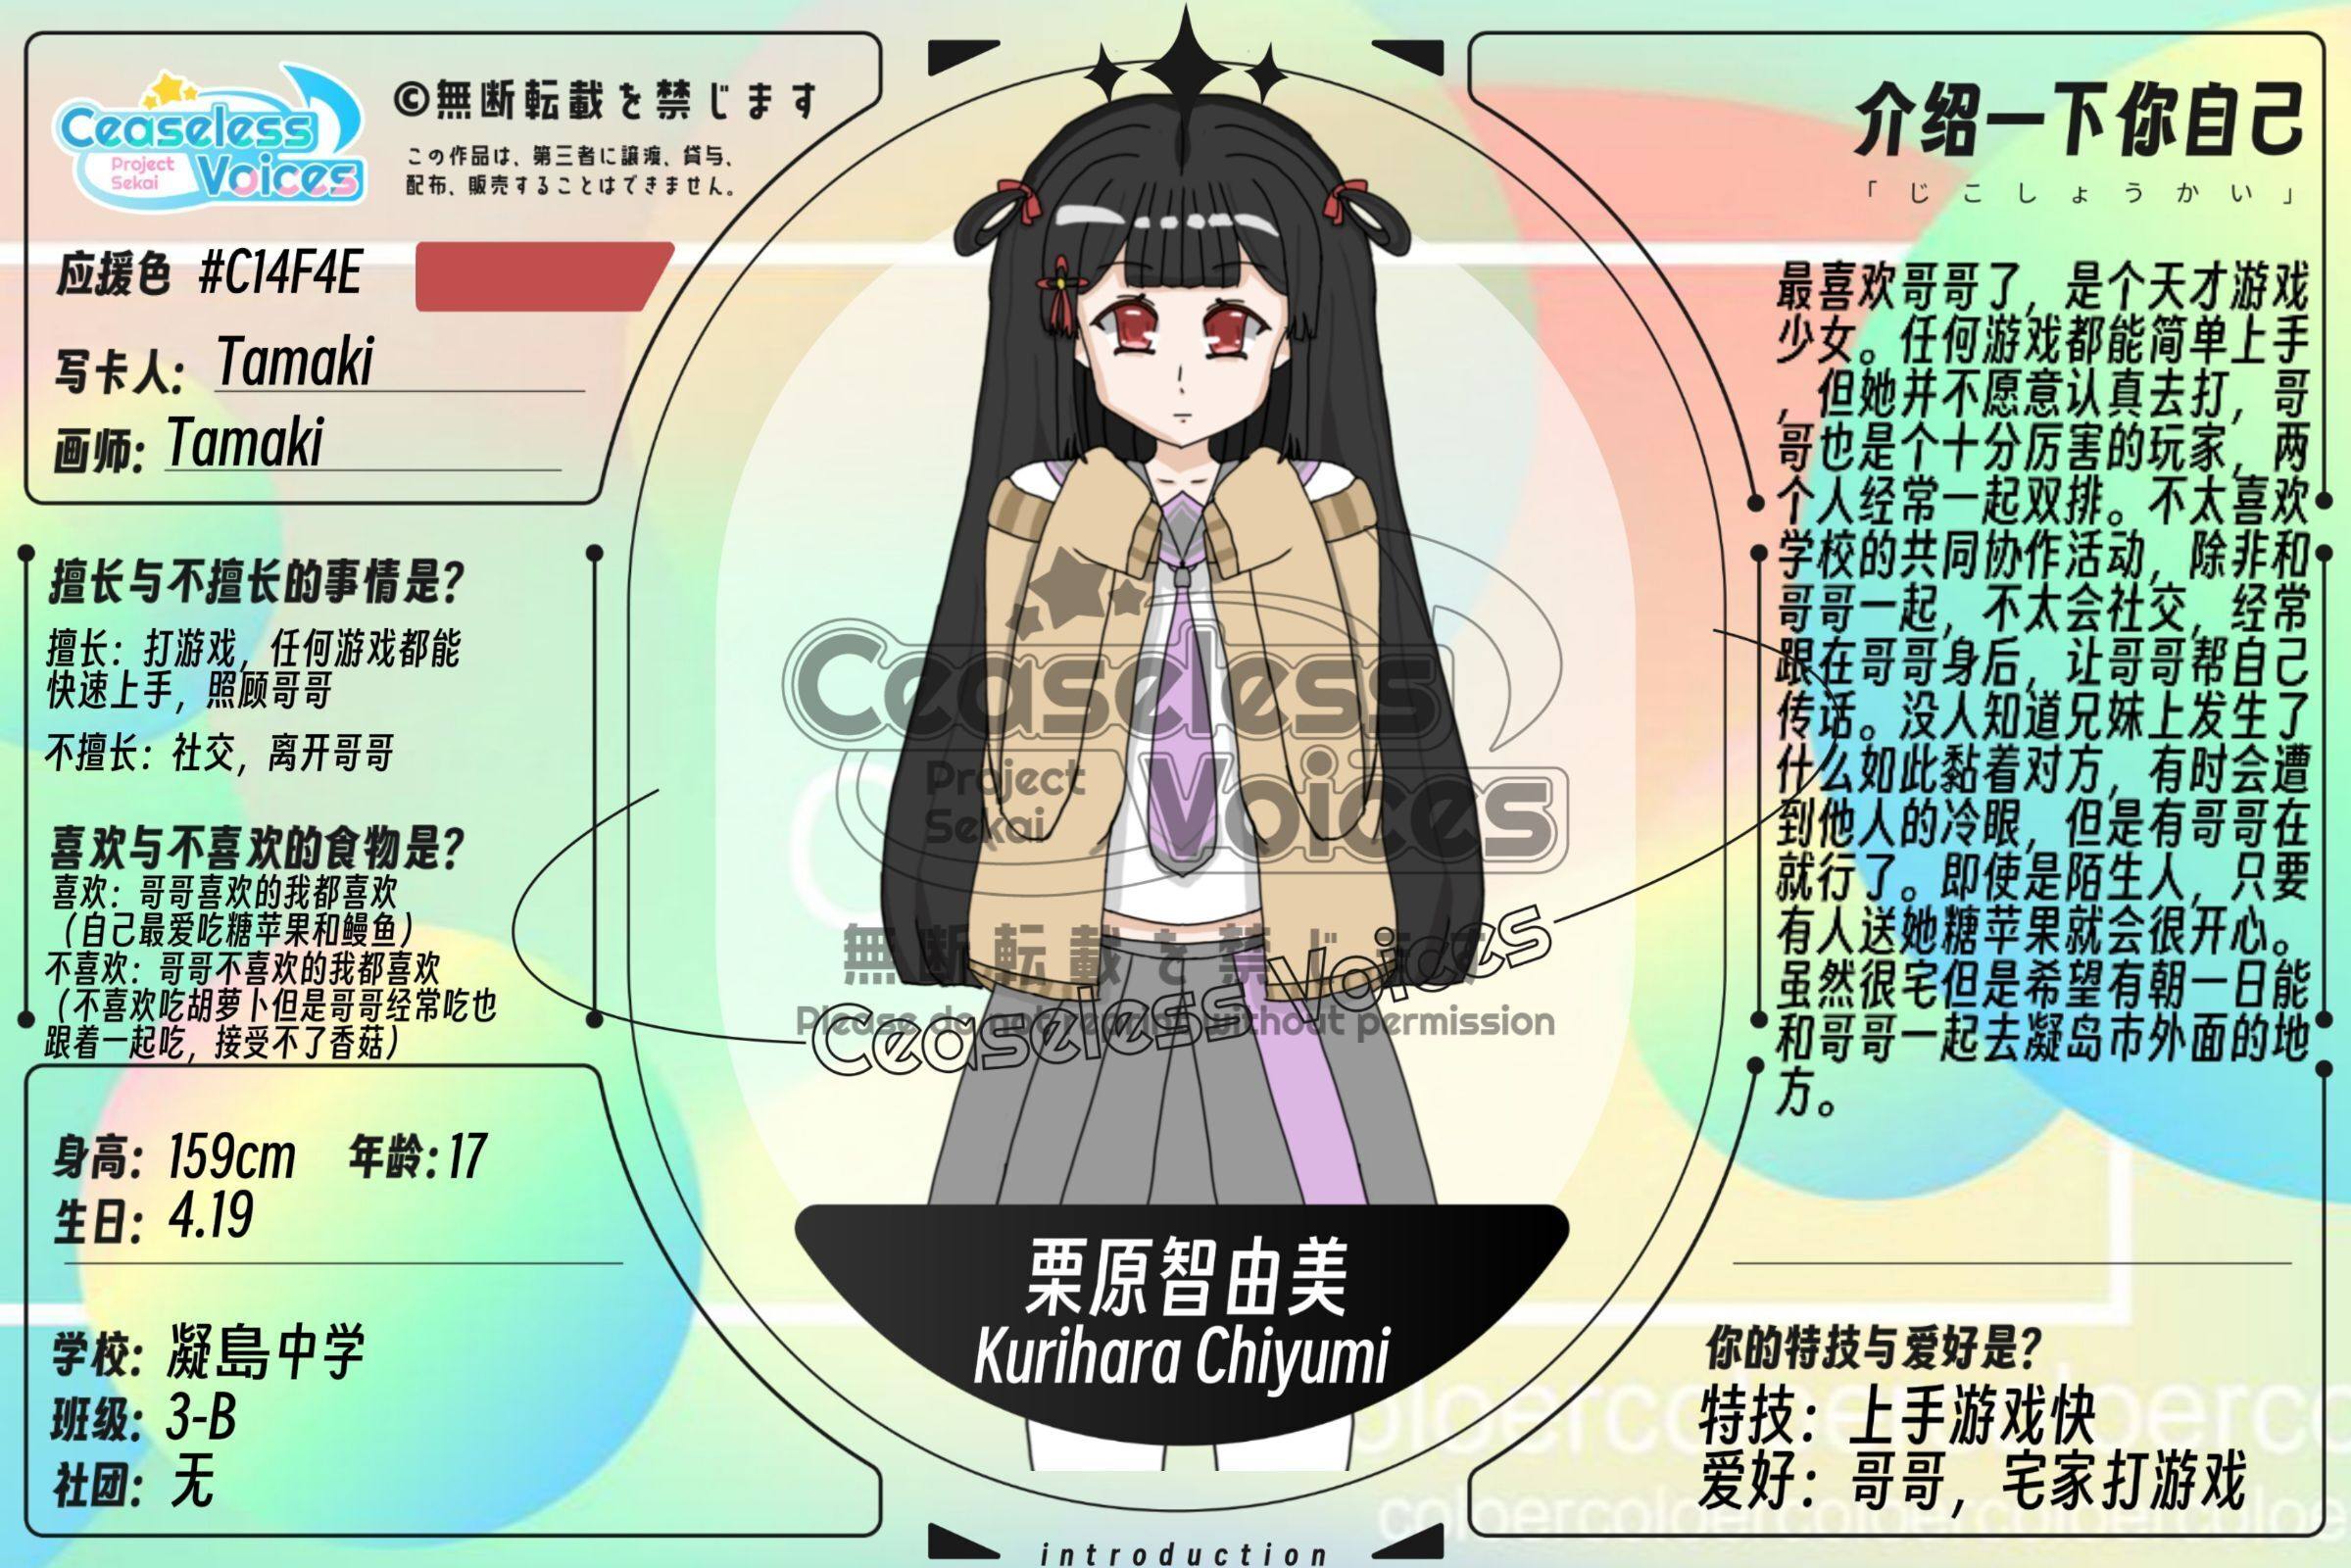 Ceaseless
Project
Sekai
Voices
©無断転載を禁じます
この作品は、第三者に譲渡、貸与、
配布、販売することはできません。
应援色 #C14F4E
写卡人: Tamaki
画师: Tamaki
擅长与不擅长的事情是?
擅长：打游戏，任何游戏都能
快速上手，照顾哥哥
不擅长：社交，离开哥哥
喜欢与不喜欢的食物是?
喜欢：哥哥喜欢的我都喜欢
（自己最爱吃糖苹果和鳗鱼）
不喜欢：哥哥不喜欢的我都喜欢
（不喜欢吃胡萝卜但是哥哥经常吃也
跟着一起吃，接受不了香菇）
身高: 159cm 年龄: 17
生日: 4.19
学校: 凝島中学
班级: 3-B
社团: 无
Ceaseless
Project
Sekai
Voices
無断転載を禁じます
Please do not reprint without permission
Ceaseless Voices
栗原智由美
Kurihara Chiyumi
introduction
介绍一下你自己
「じこしょうかい」
最喜欢哥哥了，是个天才游戏
少女。任何游戏都能简单上手
，但她并不愿意认真去打，哥
哥也是个十分厉害的玩家，两
个人经常一起双排。不太喜欢
学校的共同协作活动，除非和
哥哥一起，不太会社交，经常
跟在哥哥身后，让哥哥帮自己
传话。没人知道兄妹上发生了
什么如此黏着对方，有时会遭
到他人的冷眼，但是有哥哥在
就行了。即使是陌生人，只要
有人送她糖苹果就会很开心。
虽然很宅但是希望有朝一日能
和哥哥一起去凝岛市外面的地
方。
你的特技与爱好是?
特技：上手游戏快
爱好：哥哥，宅家打游戏